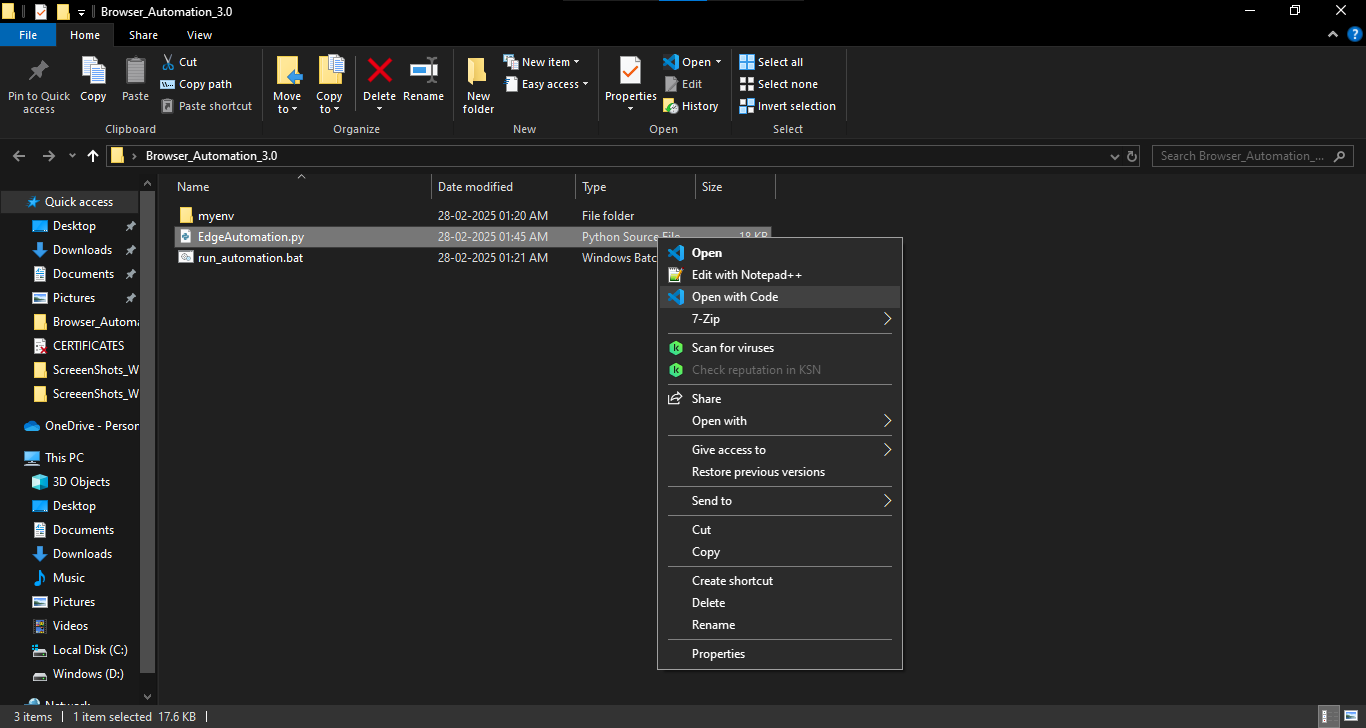 Browser_Automation_3.0
File Home Share View
Pin to Quick access
Copy
Paste
Cut
Copy path
Paste shortcut
Clipboard
Move to
Copy to
Delete
Rename
Organize
New folder
New item
Easy access
New
Properties
Open
Edit
History
Open
Select all
Select none
Invert selection
Select
Browser_Automation_3.0
Search Browser_Automation_...
Quick access
Desktop
Downloads
Documents
Pictures
Browser_Automa
CERTIFICATES
ScreeenShots_W
ScreeenShots_W
OneDrive - Person
This PC
3D Objects
Desktop
Documents
Downloads
Music
Pictures
Videos
Local Disk (C:)
Windows (D:)
Network
Name Date modified Type Size
myenv 28-02-2025 01:20 AM File folder
EdgeAutomation.py 28-02-2025 01:45 AM Python Source File 18 KB
run_automation.bat 28-02-2025 01:21 AM Windows Batc
Open
Edit with Notepad++
Open with Code
7-Zip
Scan for viruses
Check reputation in KSN
Share
Open with
Give access to
Restore previous versions
Send to
Cut
Copy
Create shortcut
Delete
Rename
Properties
3 items 1 item selected 17.6 KB